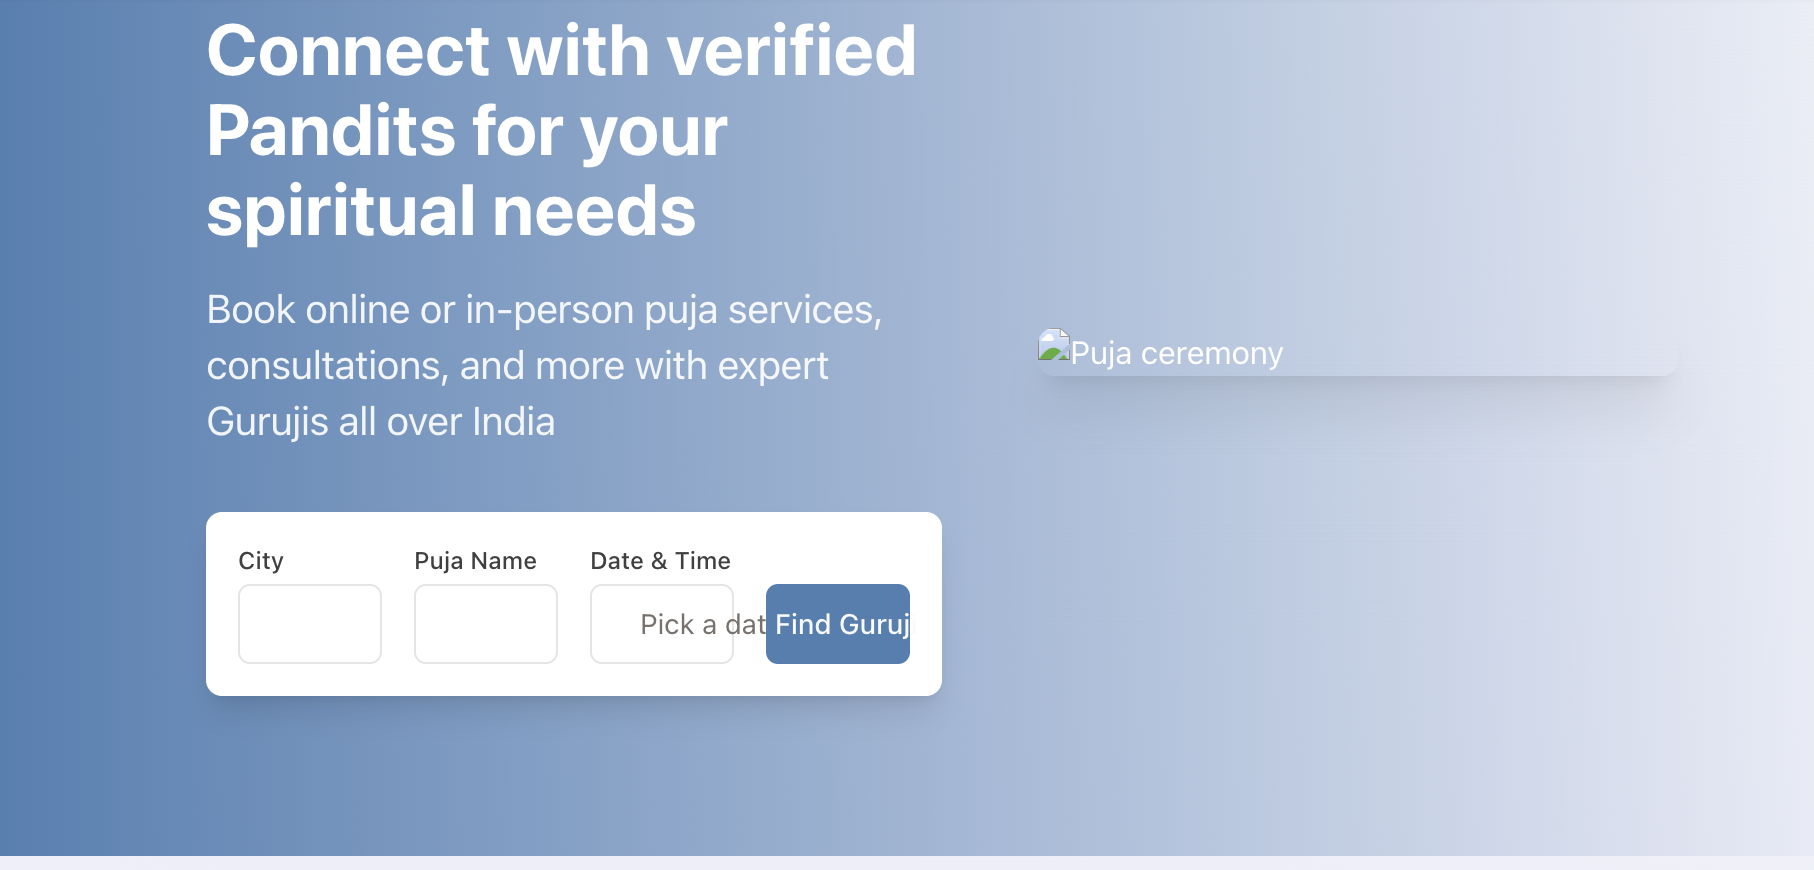 Connect with verified
Pandits for your
spiritual needs
Book online or in-person puja services,
consultations, and more with expert
Gurujis all over India
Puja ceremony
City Puja Name Date & Time
Pick a dat Find Guruj